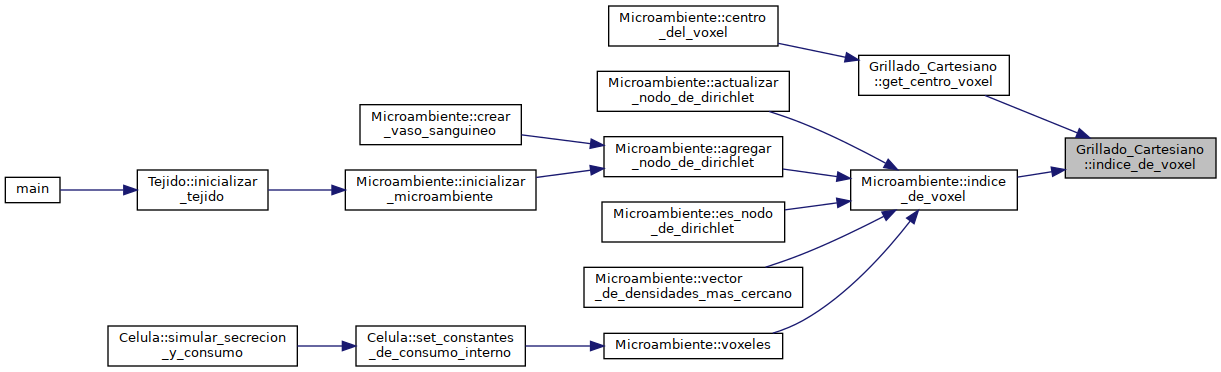 Microambiente::centro
_del_voxel
Grillado_Cartesiano
::get_centro_voxel
Microambiente::actualizar
_nodo_de_dirichlet
Microambiente::crear
_vaso_sanguineo
Microambiente::agregar
_nodo_de_dirichlet
Grillado_Cartesiano
::indice_de_voxel
main
Tejido::inicializar
_tejido
Microambiente::inicializar
_microambiente
Microambiente::indice
_de_voxel
Microambiente::es_nodo
_de_dirichlet
Microambiente::vector
_de_densidades_mas_cercano
Celula::simular_secrecion
_y_consumo
Celula::set_constantes
_de_consumo_interno
Microambiente::voxeles